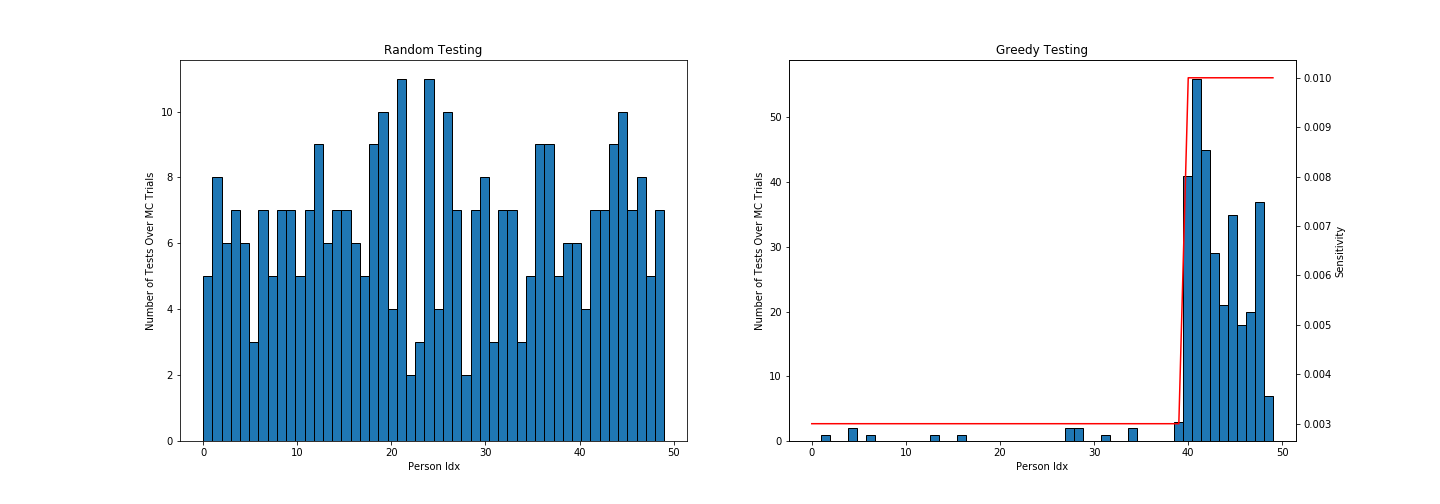 Random Testing
Number of Tests Over MC Trials
10
8
6
4
2
0
0 10 20 30 40 50
Person Idx
Greedy Testing
Number of Tests Over MC Trials
50
40
30
20
10
0
0 10 20 30 40 50
Person Idx
0.010
0.009
0.008
0.007
0.006
0.005
0.004
0.003
Sensitivity